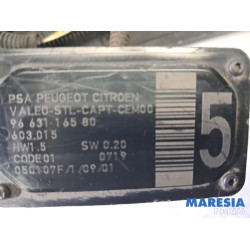 PSA PEUGEOT CITROEN
VALEO-STL-CAPT-CEM00
96 631 165 80
603.015
HW1.5 SW 0.20
CODE01 0719
050107F/1/09/01
5
MARESIA